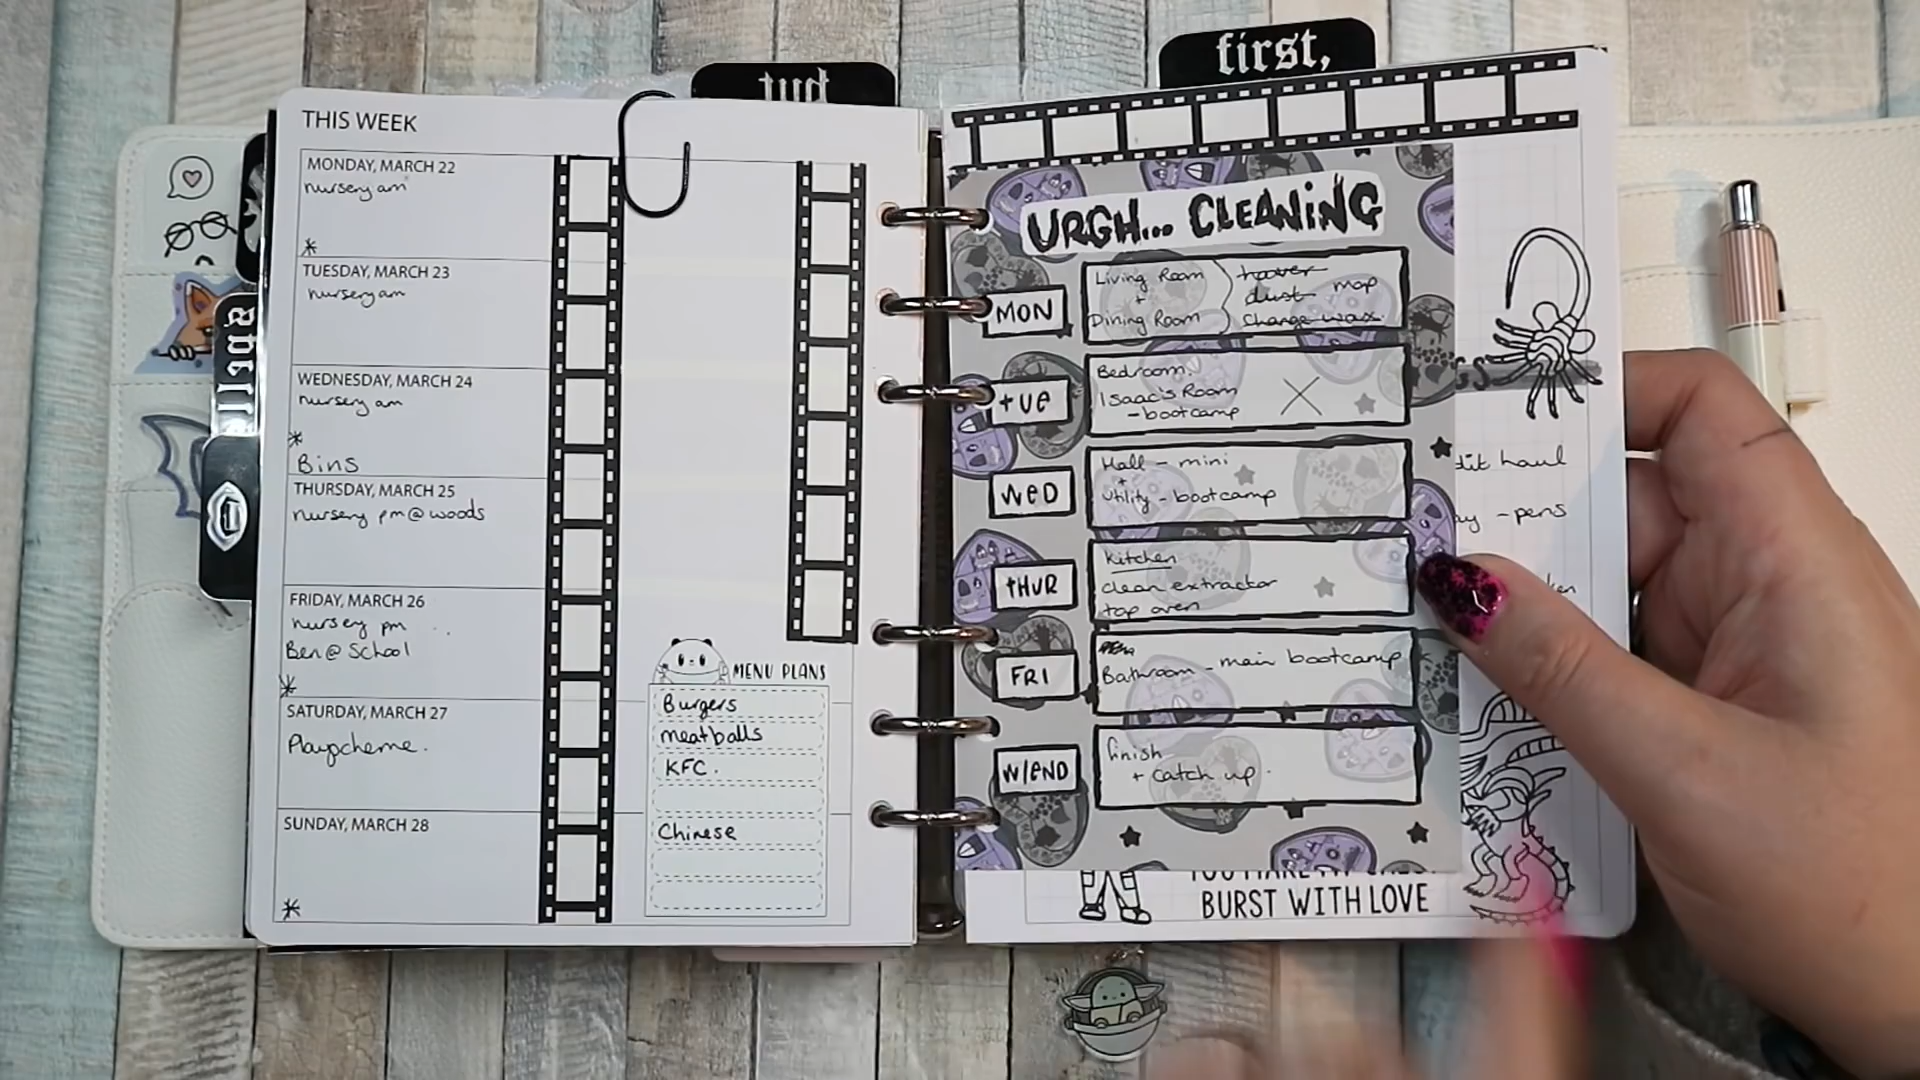 but
first,
spell
THIS WEEK
MONDAY, MARCH 22
nursery am
*
TUESDAY, MARCH 23
nursery am
WEDNESDAY, MARCH 24
nursery am
*
Bins
THURSDAY, MARCH 25
nursery pm @ woods
FRIDAY, MARCH 26
nursery pm
Ben @ School
*
SATURDAY, MARCH 27
Playscheme.
SUNDAY, MARCH 28
*
MENU PLANS
Burgers
meatballs
KFC.
Chinese
URGH... CLEANING
MON
Living Room
+
Dining Room
hoover
dust mop
change wax.
TUE
Bedroom.
Isaac's Room
- bootcamp
X
WED
Hall - mini
+
Utility - bootcamp
THUR
Kitchen
clean extractor
top oven
FRI
Bathroom - main bootcamp
W/END
finish
+ catch up.
haul
- pens
BURST WITH LOVE